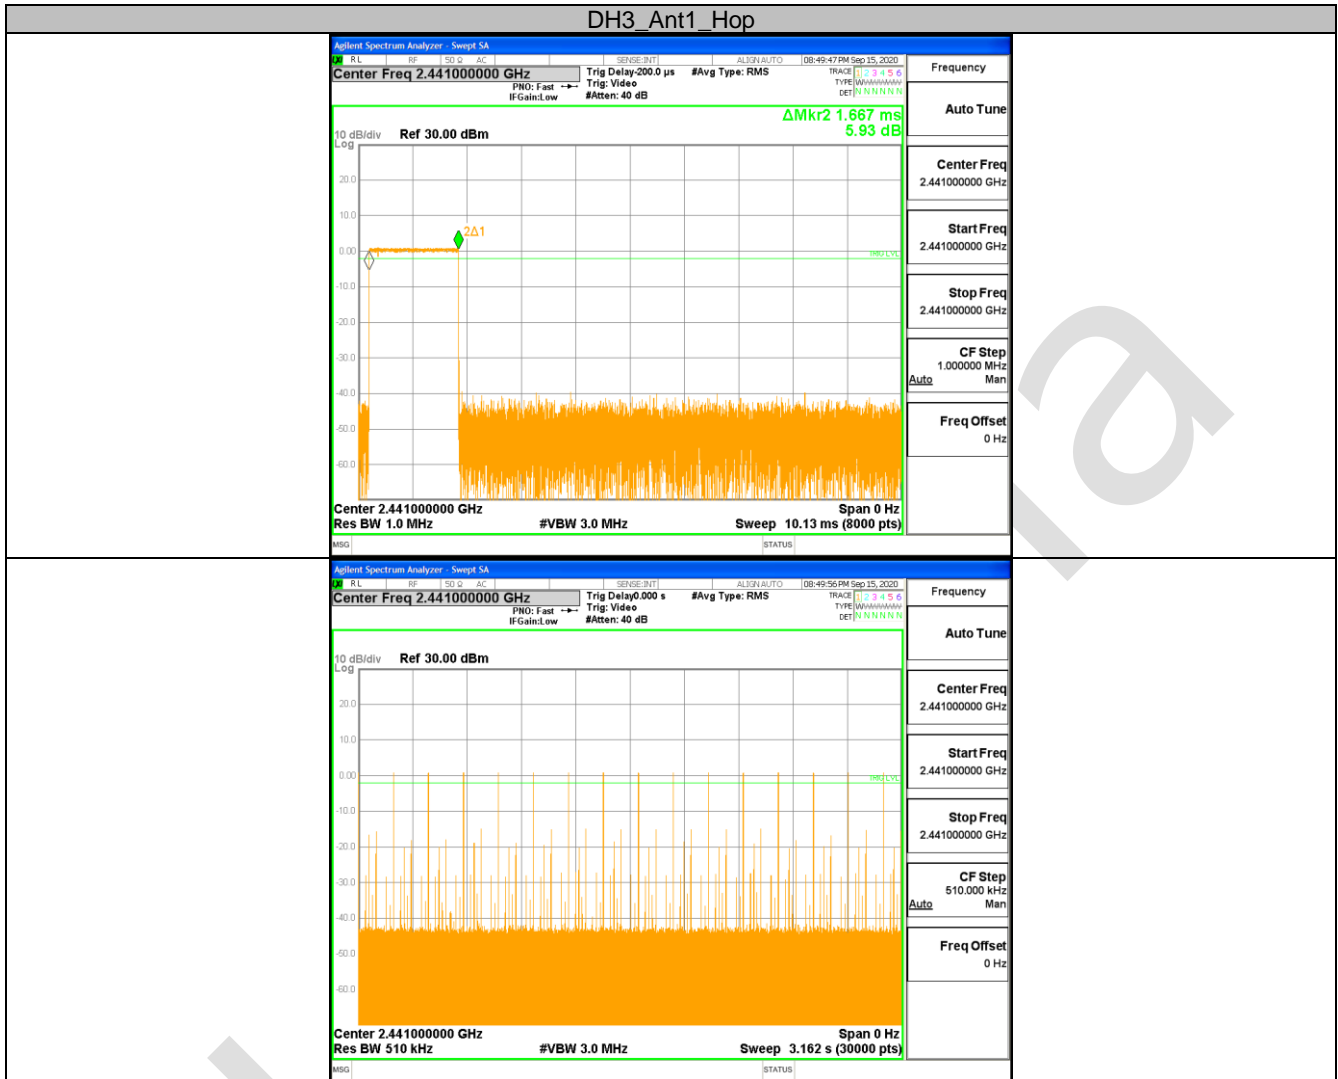 DH3_Ant1_Hop
Agilent Spectrum Analyzer - Swept SA
RL RF 50 Ω AC SENSE:INT ALIGNAUTO 08:49:47 PM Sep 15, 2020
Center Freq 2.441000000 GHz
PNO: Fast
IFGain:Low
Trig Delay-200.0 µs
Trig: Video
#Atten: 40 dB
#Avg Type: RMS
TRACE 1 2 3 4 5 6
TYPE
DET N N N N N N
Frequency
Auto Tune
ΔMkr2 1.667 ms
5.93 dB
10 dB/div Ref 30.00 dBm
Log
20.0
10.0
2Δ1
0.00
TRIG LVL
-10.0
-20.0
-30.0
-40.0
-50.0
-60.0
Center 2.441000000 GHz Span 0 Hz
Res BW 1.0 MHz #VBW 3.0 MHz Sweep 10.13 ms (8000 pts)
MSG STATUS
Center Freq
2.441000000 GHz
Start Freq
2.441000000 GHz
Stop Freq
2.441000000 GHz
CF Step
1.000000 MHz
Auto Man
Freq Offset
0 Hz
Agilent Spectrum Analyzer - Swept SA
RL RF 50 Ω AC SENSE:INT ALIGNAUTO 08:49:56 PM Sep 15, 2020
Center Freq 2.441000000 GHz
PNO: Fast
IFGain:Low
Trig Delay0.000 s
Trig: Video
#Atten: 40 dB
#Avg Type: RMS
TRACE 1 2 3 4 5 6
TYPE
DET N N N N N N
Frequency
Auto Tune
10 dB/div Ref 30.00 dBm
Log
20.0
10.0
0.00
TRIG LVL
-10.0
-20.0
-30.0
-40.0
-50.0
-60.0
Center 2.441000000 GHz Span 0 Hz
Res BW 510 kHz #VBW 3.0 MHz Sweep 3.162 s (30000 pts)
MSG STATUS
Center Freq
2.441000000 GHz
Start Freq
2.441000000 GHz
Stop Freq
2.441000000 GHz
CF Step
510.000 kHz
Auto Man
Freq Offset
0 Hz